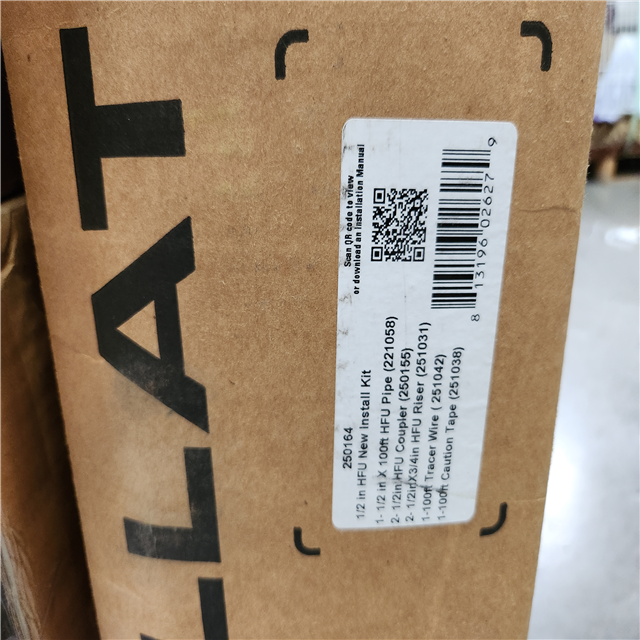 LLAT
Scan QR code to view
or download an Installation Manual
8 13196 02627 9
250164
1/2 in HFU New Install Kit
1- 1/2 in X 100ft HFU Pipe (221058)
2- 1/2in HFU Coupler (250155)
2- 1/2inX3/4in HFU Riser (251031)
1-100ft Tracer Wire ( 251042)
1-100ft Caution Tape (251038)